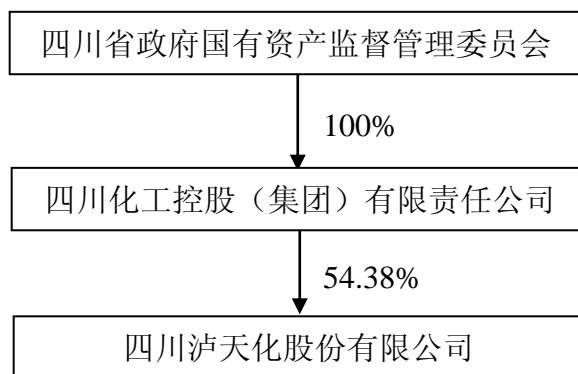 四川省政府国有资产监督管理委员会
100%
四川化工控股（集团）有限责任公司
54.38%
四川泸天化股份有限公司